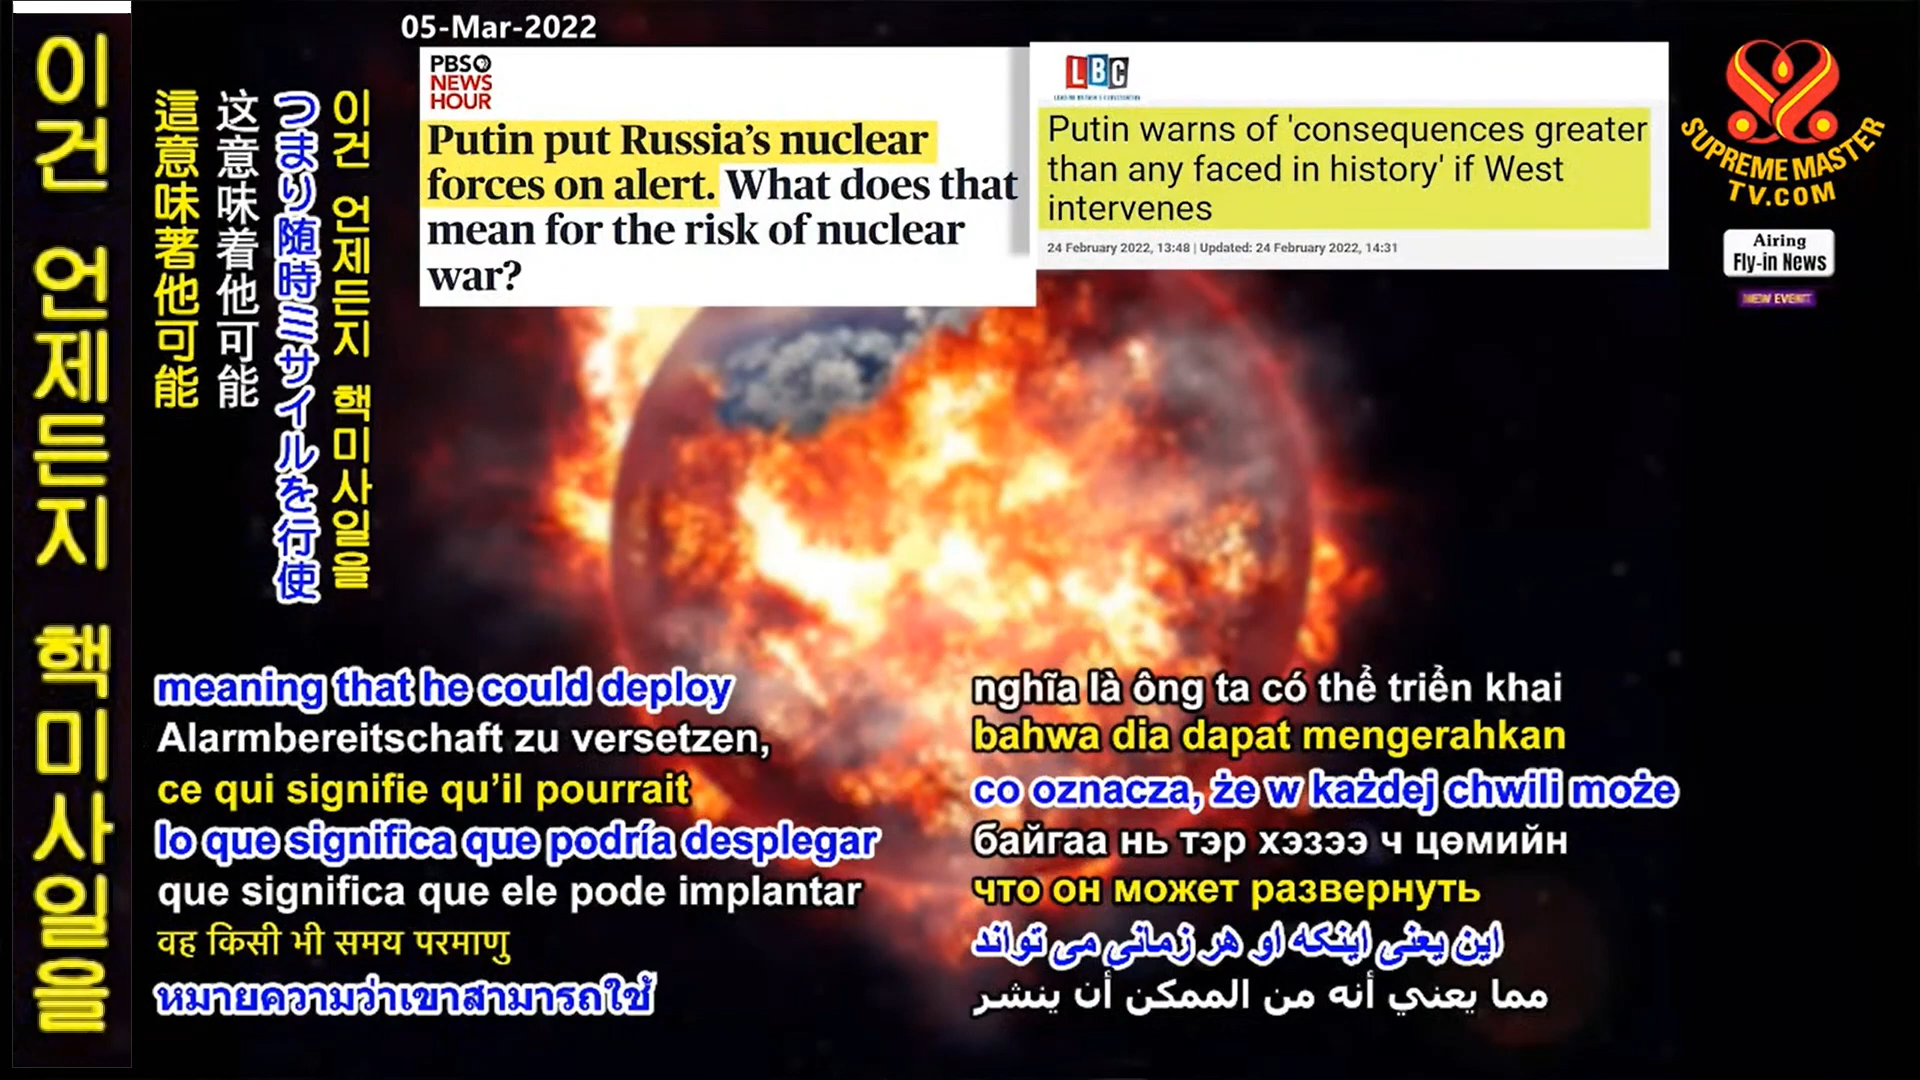 이건 언제든지 핵미사일을
05-Mar-2022
PBS
NEWS
HOUR
Putin put Russia's nuclear
forces on alert. What does that
mean for the risk of nuclear
war?
LBC
LEADING BRITAIN'S CONVERSATION
Putin warns of 'consequences greater
than any faced in history' if West
intervenes
24 February 2022, 13:48 | Updated: 24 February 2022, 14:31
SUPREME MASTER
TV.COM
Airing
Fly-in News
NEW EVENT
이건 언제든지 핵미사일을
つまり随時ミサイルを行使
这意味着他可能
這意味著他可能
meaning that he could deploy
Alarmbereitschaft zu versetzen,
ce qui signifie qu'il pourrait
lo que significa que podría desplegar
que significa que ele pode implantar
वह किसी भी समय परमाणु
หมายความว่าเขาสามารถใช้
nghĩa là ông ta có thể triển khai
bahwa dia dapat mengerahkan
co oznacza, że w każdej chwili może
байгаа нь тэр хэзээ ч цөмийн
что он может развернуть
این یعنی اینکه او هر زمانی می تواند
مما يعني أنه من الممكن أن ينشر